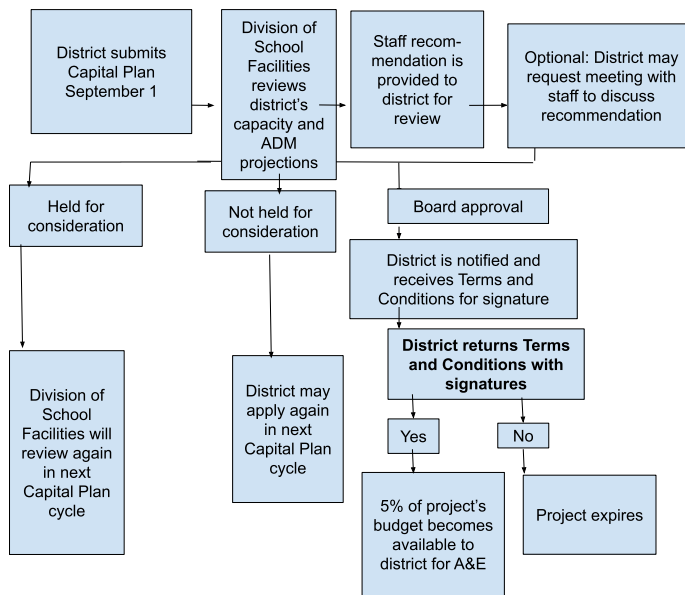 District submits
Capital Plan
September 1
Division of
School
Facilities
reviews
district's
capacity and
ADM
projections
Staff recom-
mendation is
provided to
district for
review
Optional: District may
request meeting with
staff to discuss
recommendation
Held for
consideration
Not held for
consideration
Board approval
District is notified and
receives Terms and
Conditions for signature
District returns Terms
and Conditions with
signatures
Division of
School
Facilities will
review again
in next
Capital Plan
cycle
District may
apply again
in next
Capital Plan
cycle
Yes
No
5% of project's
budget becomes
available to
district for A&E
Project expires